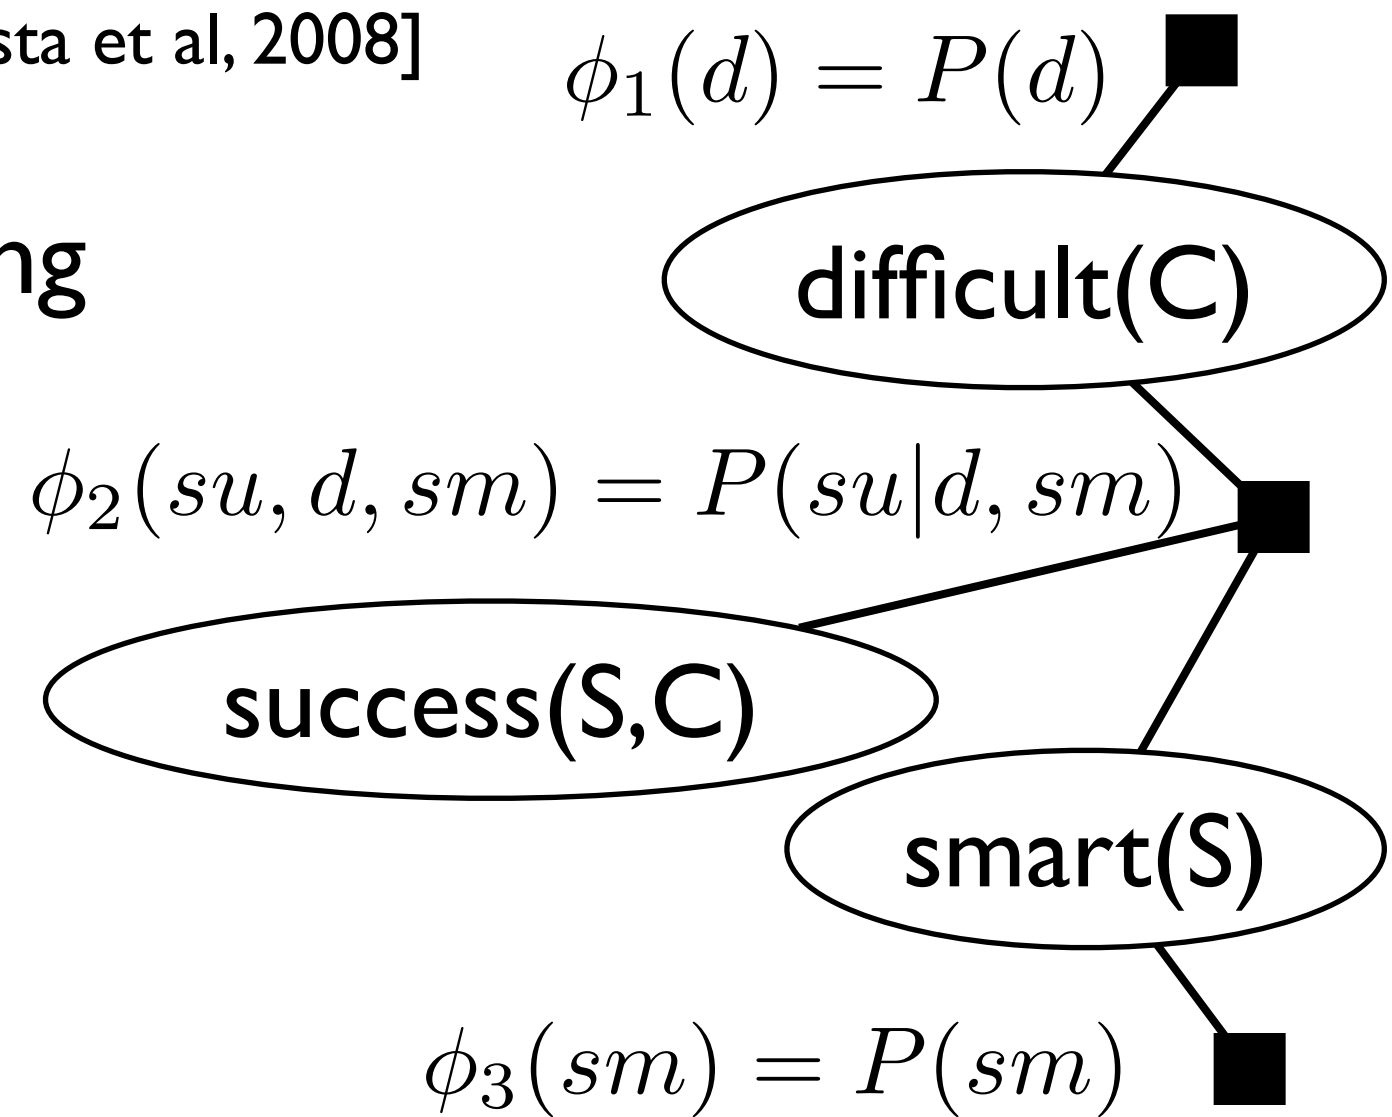 sta et al, 2008]
ϕ₁(d) = P(d)
ng
difficult(C)
ϕ₂(su, d, sm) = P(su|d, sm)
success(S,C)
smart(S)
ϕ₃(sm) = P(sm)